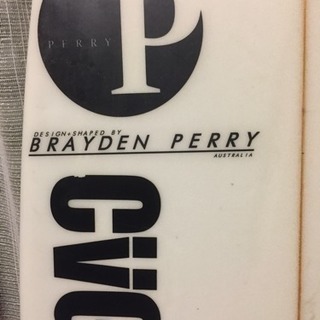 P
PERRY
DESIGN+SHAPED BY
BRAYDEN PERRY
AUSTRALIA